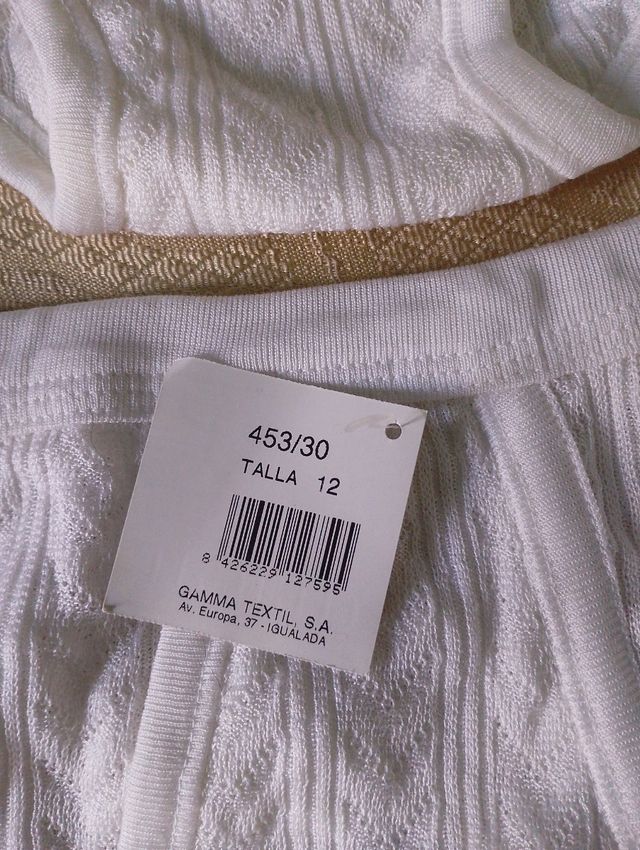 453/30
TALLA 12
8 426229 127595
GAMMA TEXTIL, S.A.
Av. Europa, 37 - IGUALADA